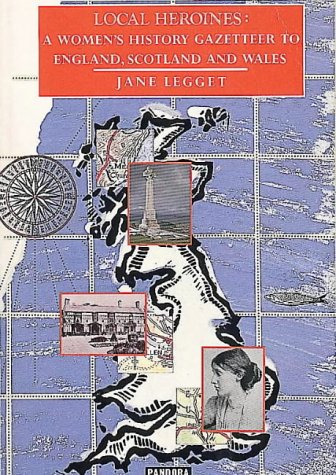 LOCAL HEROINES:
A WOMEN'S HISTORY GAZETTEER TO
ENGLAND, SCOTLAND AND WALES
JANE LEGGET
PANDORA